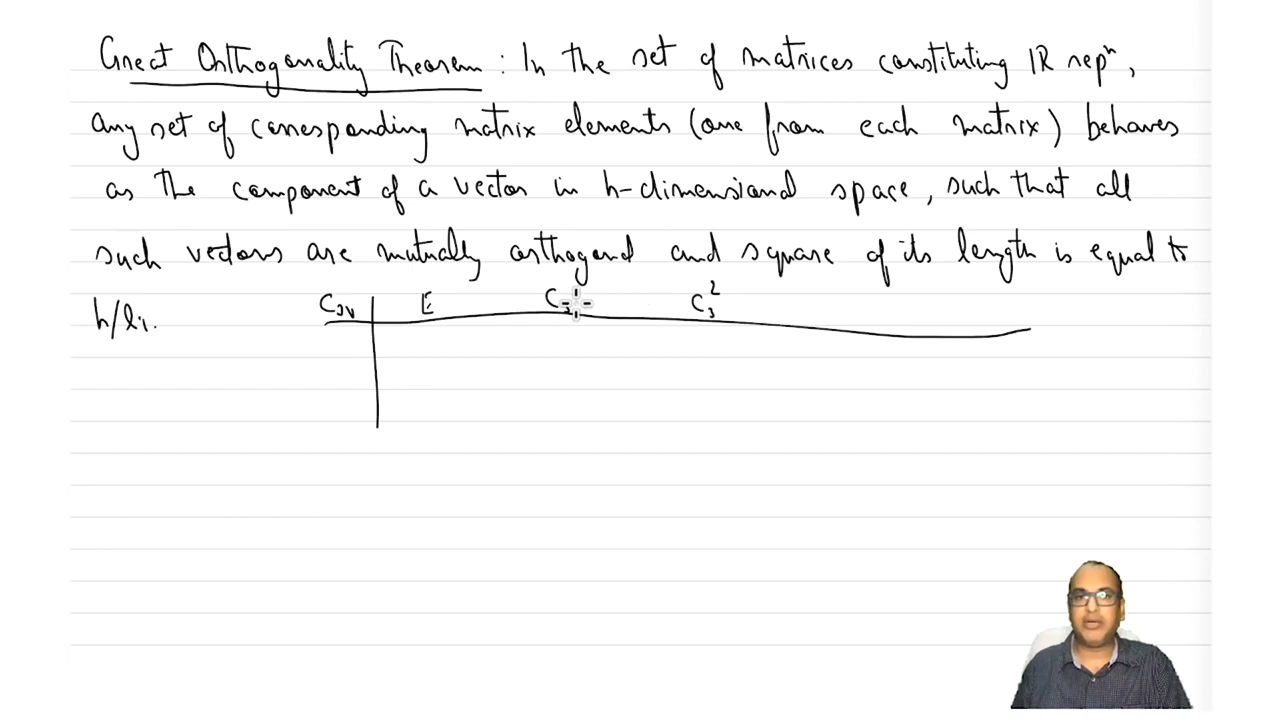 Great Orthogonality Theorem : In the set of matrices constituting IR repⁿ,
any set of corresponding matrix elements (one from each matrix) behaves
as the component of a vector in h-dimensional space, such that all
such vectors are mutually orthogonal and square of its length is equal to
h/li.
C₃ᵥ E C₃ C₃²